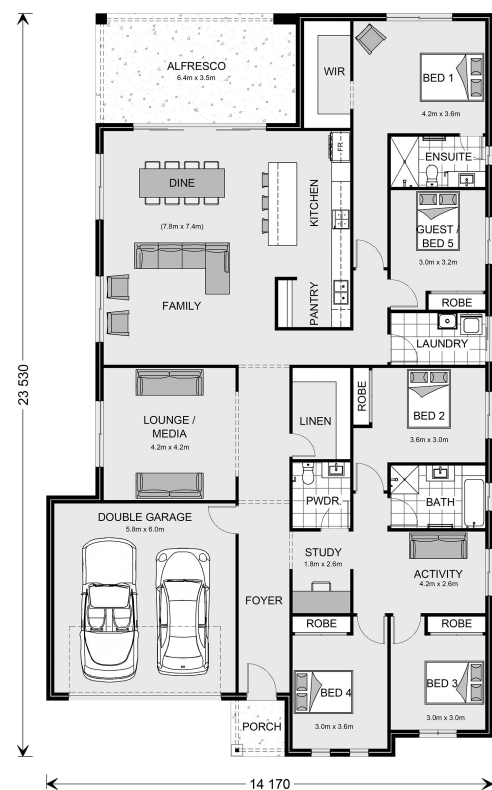 ALFRESCO
6.4m x 3.5m
WIR
BED 1
4.2m x 3.6m
ENSUITE
FR
DINE
KITCHEN
(7.8m x 7.4m)
GUEST /
BED 5
3.0m x 3.2m
FAMILY
PANTRY
ROBE
LAUNDRY
23 530
LOUNGE /
MEDIA
4.2m x 4.2m
LINEN
ROBE
BED 2
3.6m x 3.0m
PWDR.
BATH
DOUBLE GARAGE
5.8m x 6.0m
STUDY
1.8m x 2.6m
ACTIVITY
4.2m x 2.6m
FOYER
ROBE
ROBE
BED 4
3.0m x 3.6m
BED 3
3.0m x 3.0m
PORCH
14 170